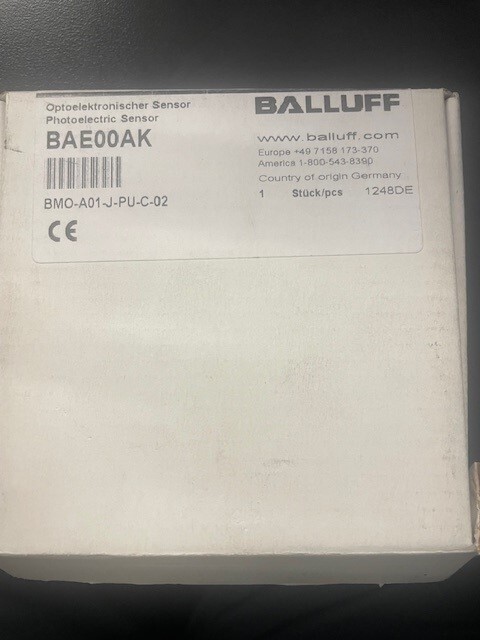 Optoelektronischer Sensor
Photoelectric Sensor
BAE00AK
BMO-A01-J-PU-C-02
CE
BALLUFF
www.balluff.com
Europe +49 7158 173-370
America 1-800-543-8390
Country of origin Germany
1 Stück/pcs 1248DE